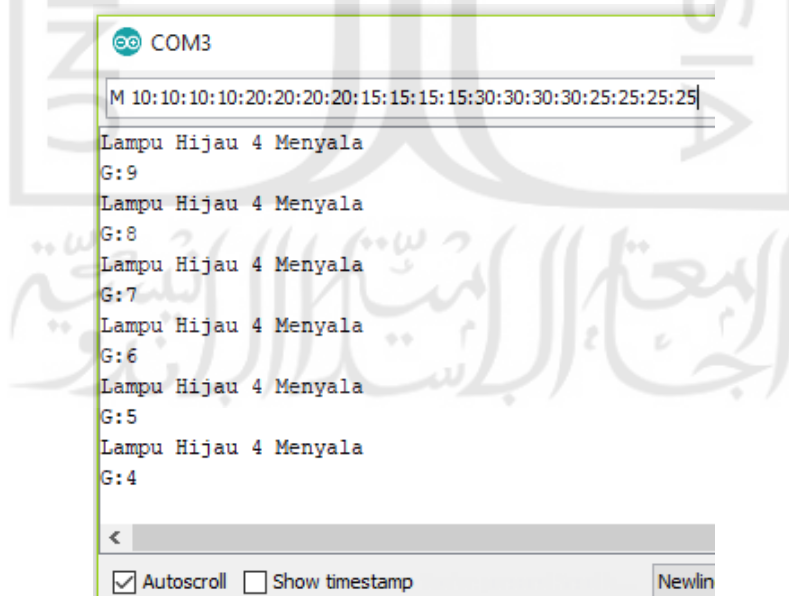 COM3
M 10:10:10:10:20:20:20:20:15:15:15:15:30:30:30:30:25:25:25:25
Lampu Hijau 4 Menyala
G:9
Lampu Hijau 4 Menyala
G:8
Lampu Hijau 4 Menyala
G:7
Lampu Hijau 4 Menyala
G:6
Lampu Hijau 4 Menyala
G:5
Lampu Hijau 4 Menyala
G:4
Autoscroll Show timestamp Newlin